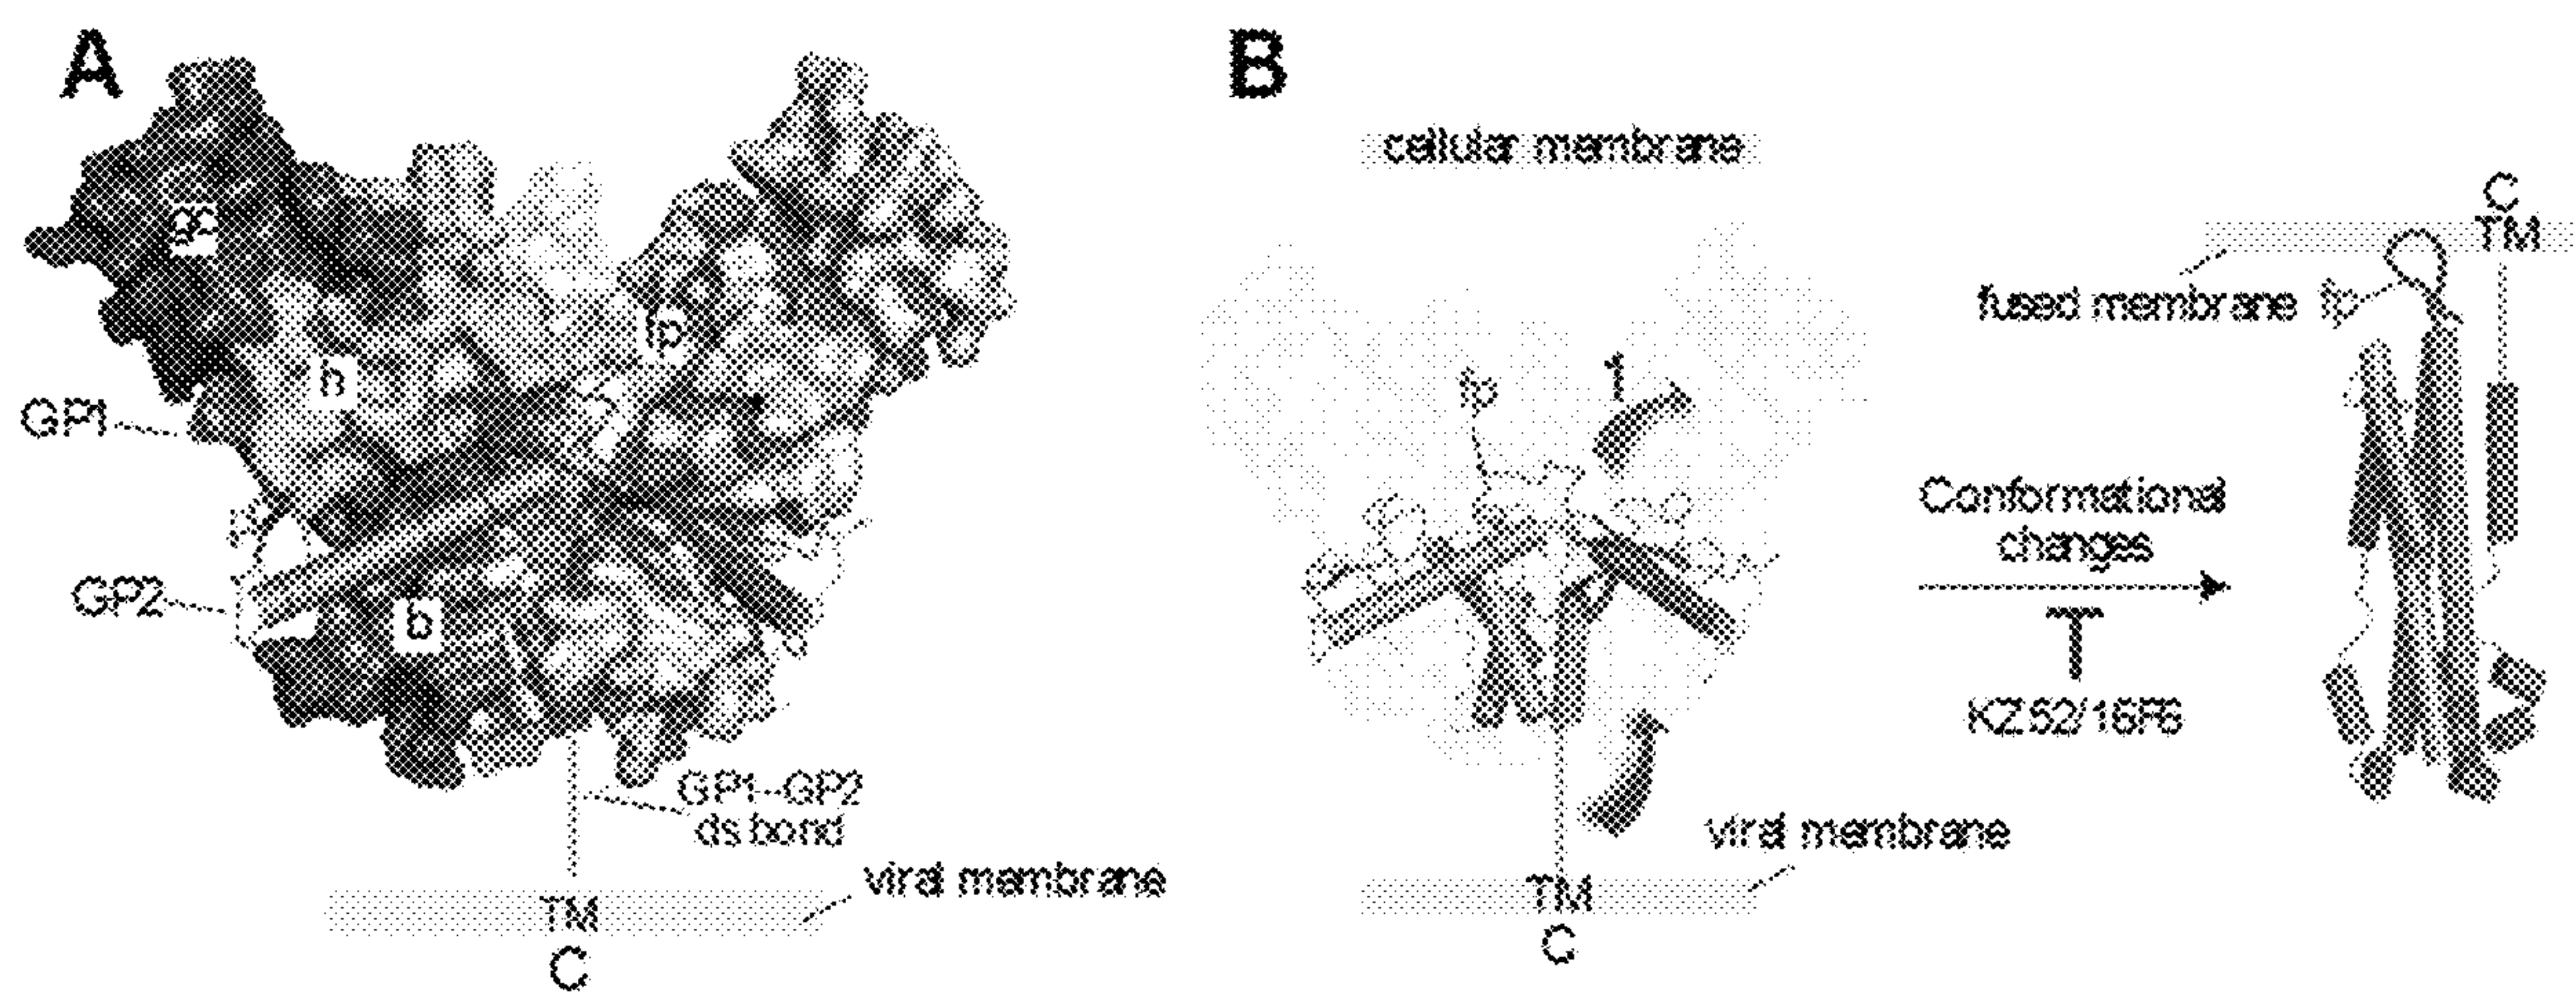 A
gc
h
fp
GP1
GP2
b
GP1-GP2
ds bond
viral membrane
TM
C
B
cellular membrane
fp
1
viral membrane
TM
C
Conformational
changes
KZ52/16F6
C
TM
fused membrane
fp